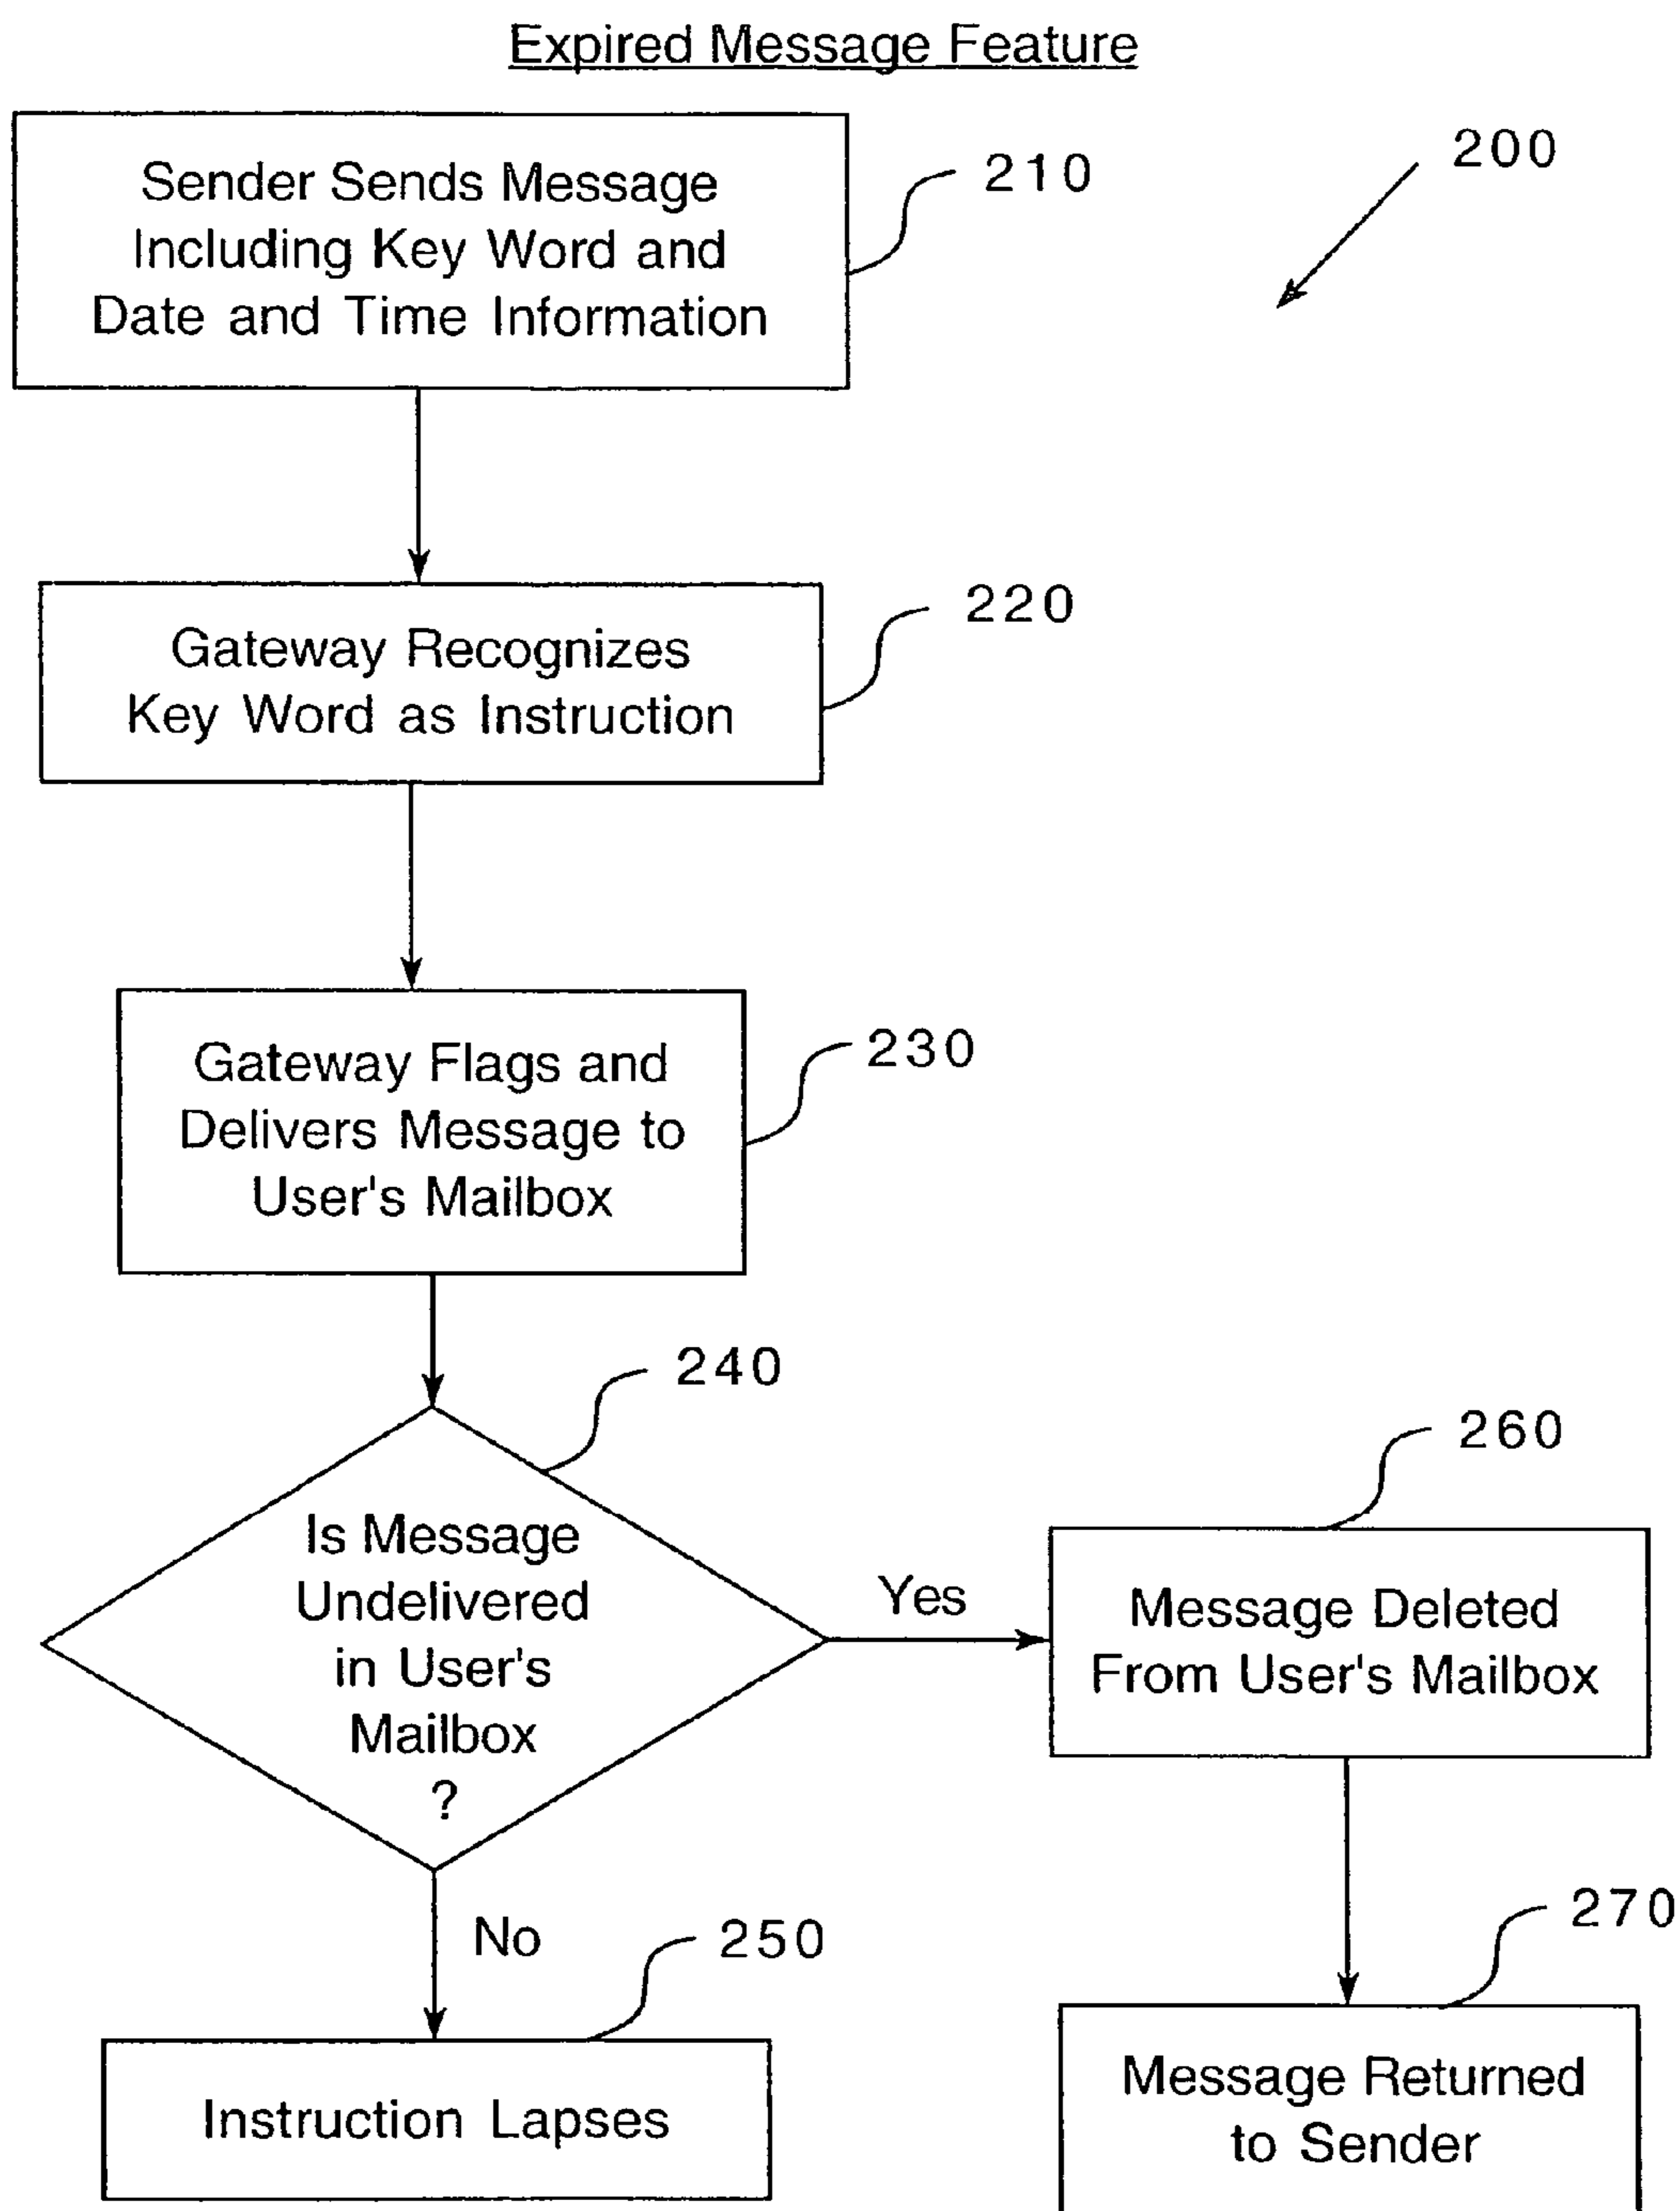 Expired Message Feature
200
Sender Sends Message
Including Key Word and
Date and Time Information
210
Gateway Recognizes
Key Word as Instruction
220
Gateway Flags and
Delivers Message to
User's Mailbox
230
240
Is Message
Undelivered
in User's
Mailbox
?
Yes
260
Message Deleted
From User's Mailbox
No
250
Instruction Lapses
270
Message Returned
to Sender